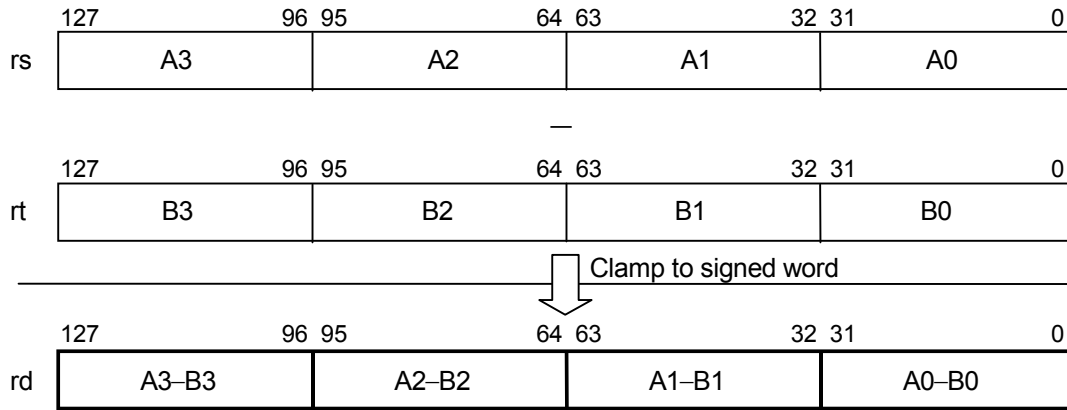 127 96 95 64 63 32 31 0
rs A3 A2 A1 A0
–
127 96 95 64 63 32 31 0
rt B3 B2 B1 B0
Clamp to signed word
127 96 95 64 63 32 31 0
rd A3–B3 A2–B2 A1–B1 A0–B0